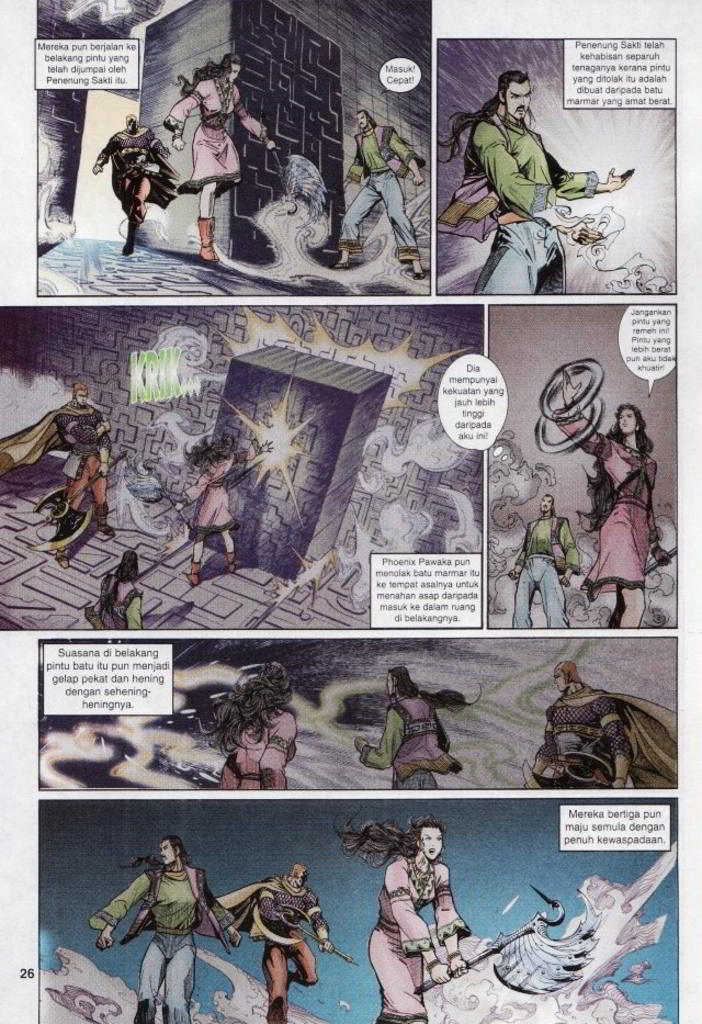 Mereka pun berjalan ke
belakang pintu yang
telah dijumpai oleh
Penenung Sakti itu.
Masuk!
Cepat!
Penenung Sakti telah
kehabisan separuh
tenaganya kerana pintu
yang ditolak itu adalah
dibuat daripada batu
marmar yang amat berat.
KRIK...
Dia
mempunyai
kekuatan yang
jauh lebih
tinggi
daripada
aku ini!
Phoenix Pawaka pun
menolak batu marmar itu
ke tempat asalnya untuk
menahan asap daripada
masuk ke dalam ruang
di belakangnya.
Jangankan
pintu yang
remeh ini!
Pintu yang
lebih berat
pun aku tidak
khuatir!
Suasana di belakang
pintu batu itu pun menjadi
gelap pekat dan hening
dengan sehening-
heningnya.
Mereka bertiga pun
maju semula dengan
penuh kewaspadaan.
26